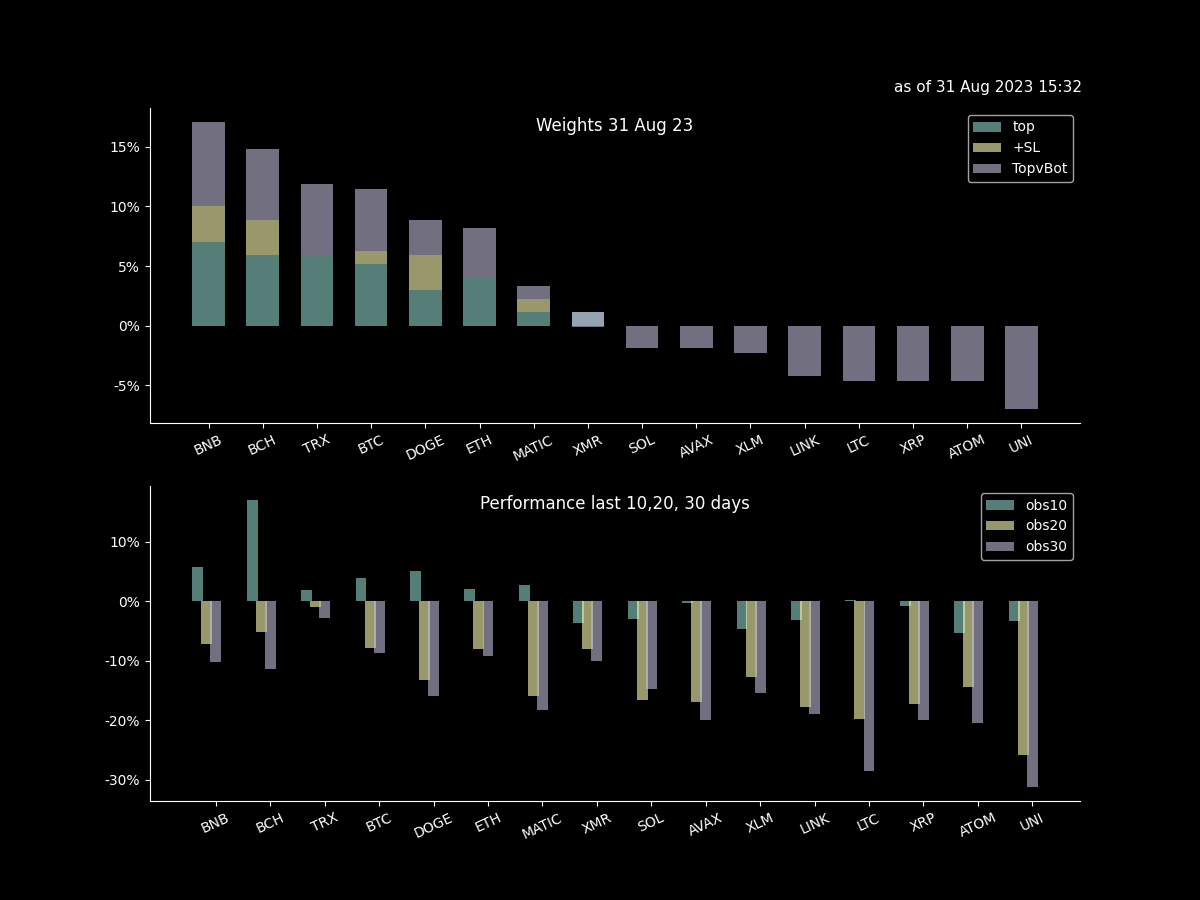 as of 31 Aug 2023 15:32
Weights 31 Aug 23
top
+SL
TopvBot
15%
10%
5%
0%
-5%
BNB BCH TRX BTC DOGE ETH MATIC XMR SOL AVAX XLM LINK LTC XRP ATOM UNI
Performance last 10,20, 30 days
obs10
obs20
obs30
10%
0%
-10%
-20%
-30%
BNB BCH TRX BTC DOGE ETH MATIC XMR SOL AVAX XLM LINK LTC XRP ATOM UNI